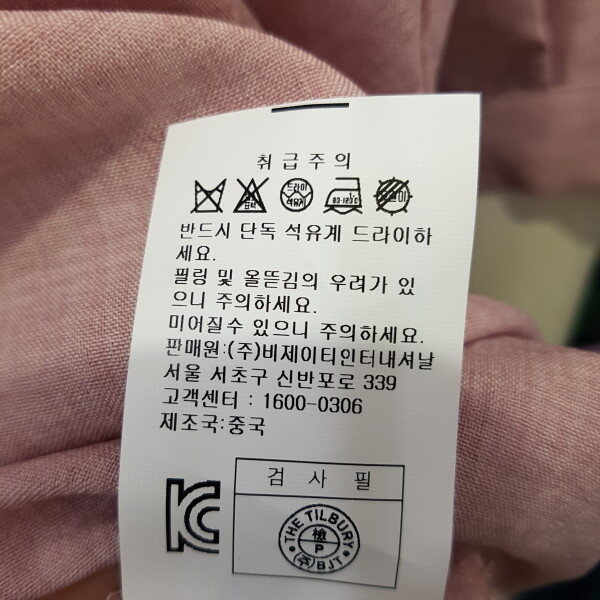 취급주의
드라이
석유계
80-120℃
반드시 단독 석유계 드라이하
세요.
필링 및 올뜯김의 우려가 있
으니 주의하세요.
미어질수 있으니 주의하세요.
판매원:(주)비제이티인터내셔날
서울 서초구 신반포로 339
고객센터 : 1600-0306
제조국:중국
검사필
THE TILBURY
檢
P
(주)BJT